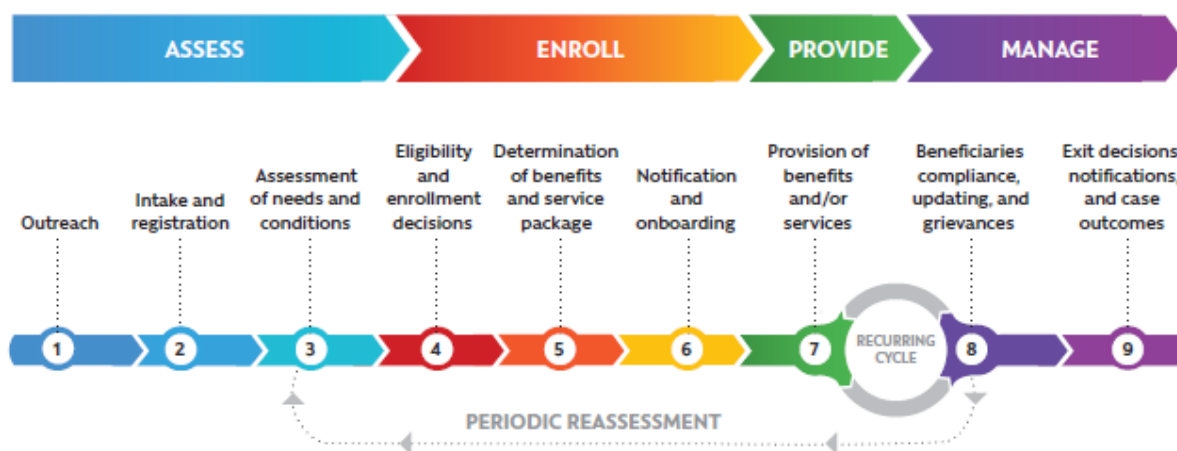 ASSESS
ENROLL
PROVIDE
MANAGE
Outreach
Intake and
registration
Assessment
of needs and
conditions
Eligibility
and
enrollment
decisions
Determination
of benefits
and service
package
Notification
and
onboarding
Provision of
benefits
and/or
services
Beneficiaries
compliance,
updating, and
grievances
Exit decisions,
notifications,
and case
outcomes
1
2
3
4
5
6
7
RECURRING
CYCLE
8
9
PERIODIC REASSESSMENT